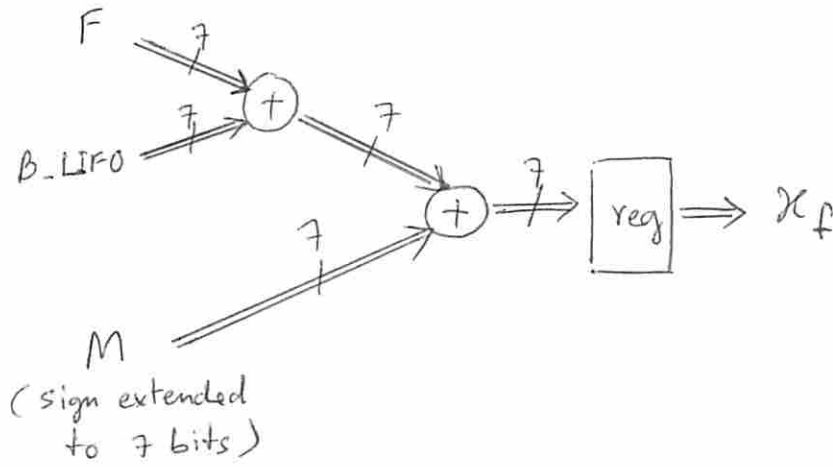 F
7
7
B_LIFO
+
7
+
7
reg
x_f
7
M
(sign extended
to 7 bits)